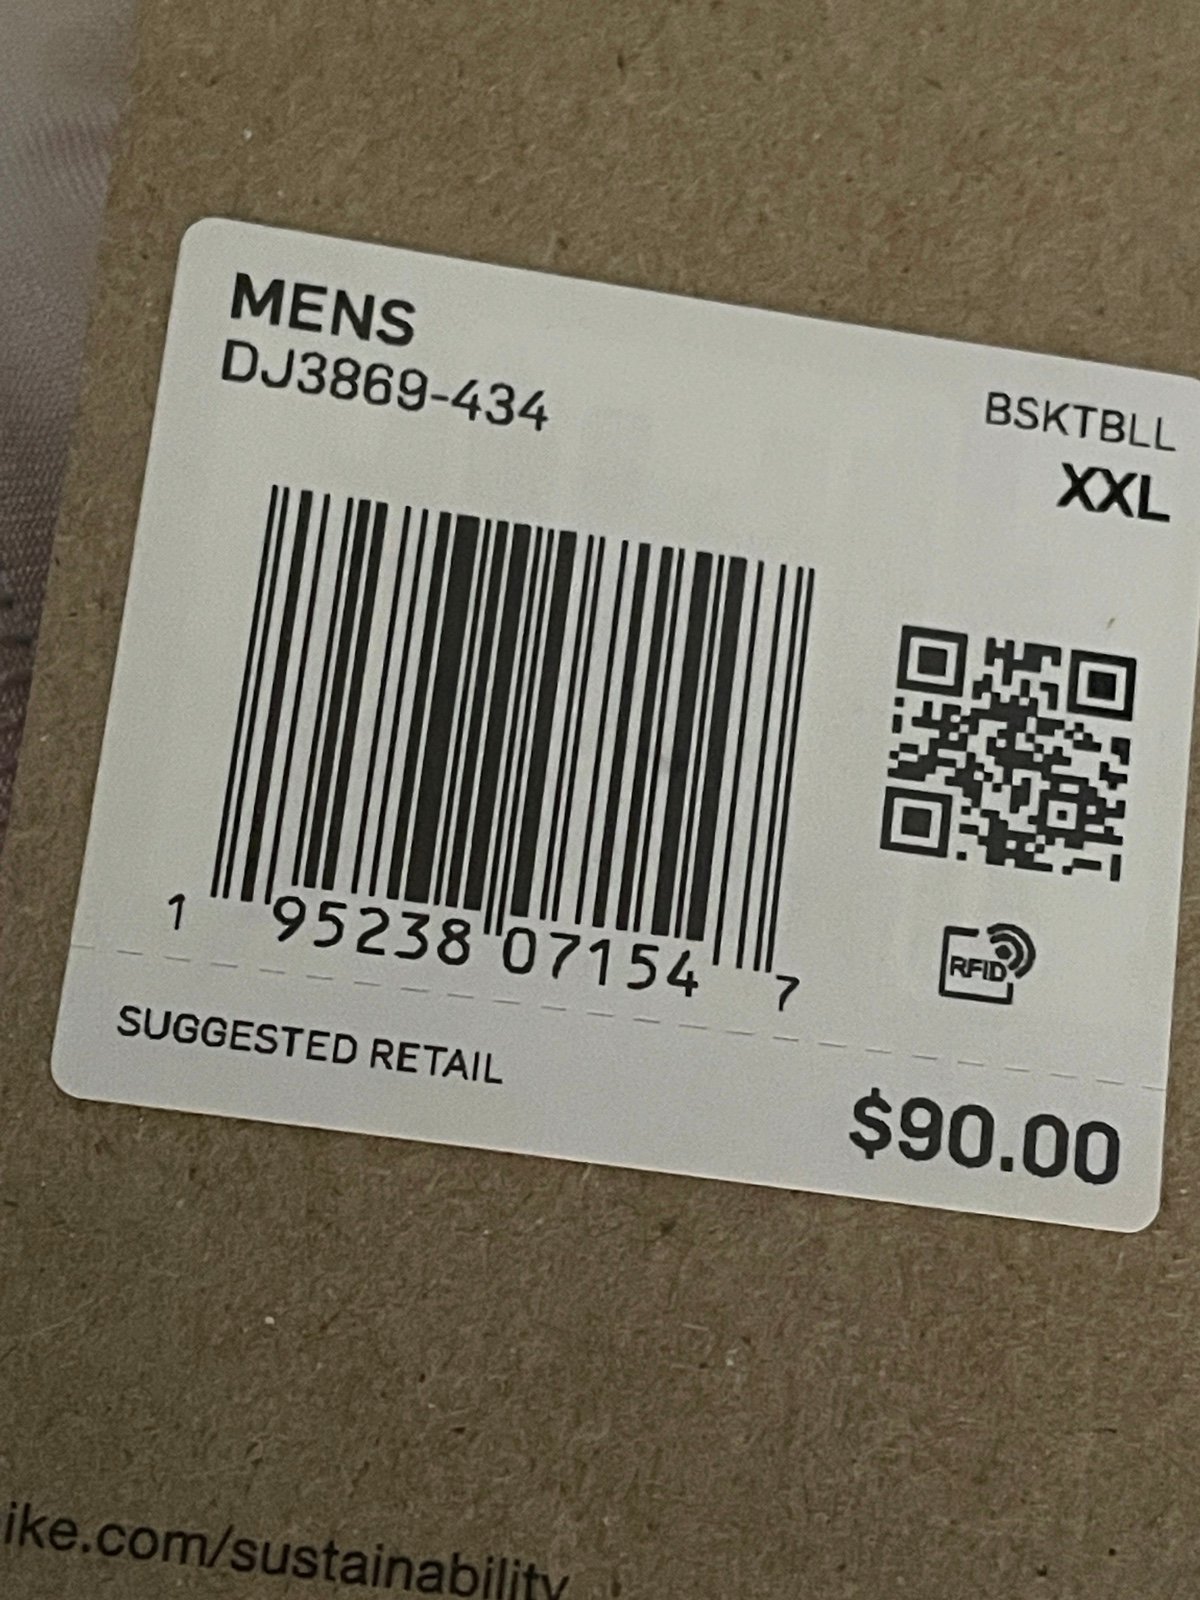 MENS
DJ3869-434
BSKTBLL
XXL
1 95238 07154 7
RFID
SUGGESTED RETAIL
$90.00
ike.com/sustainability